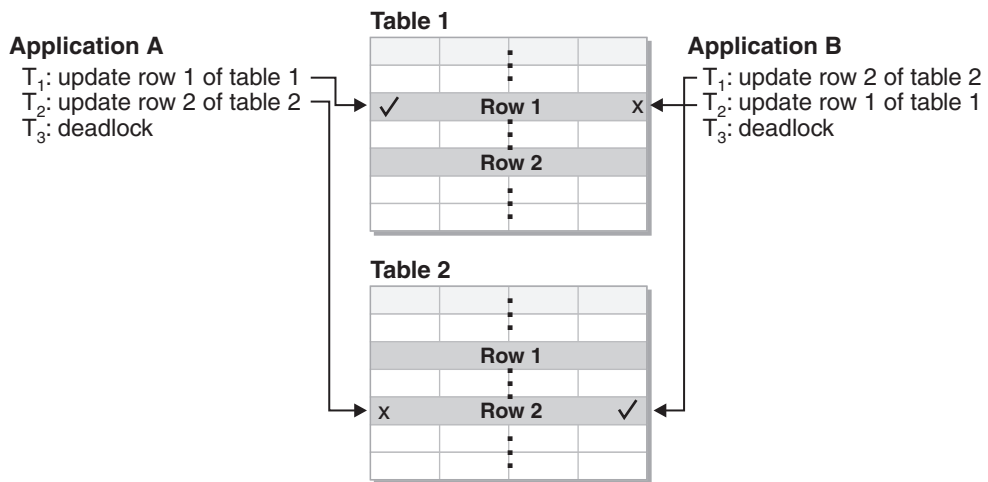 Table 1
Application A
T₁: update row 1 of table 1
T₂: update row 2 of table 2
T₃: deadlock
Application B
T₁: update row 2 of table 2
T₂: update row 1 of table 1
T₃: deadlock
✓ Row 1 x
Row 2
Table 2
Row 1
x Row 2 ✓